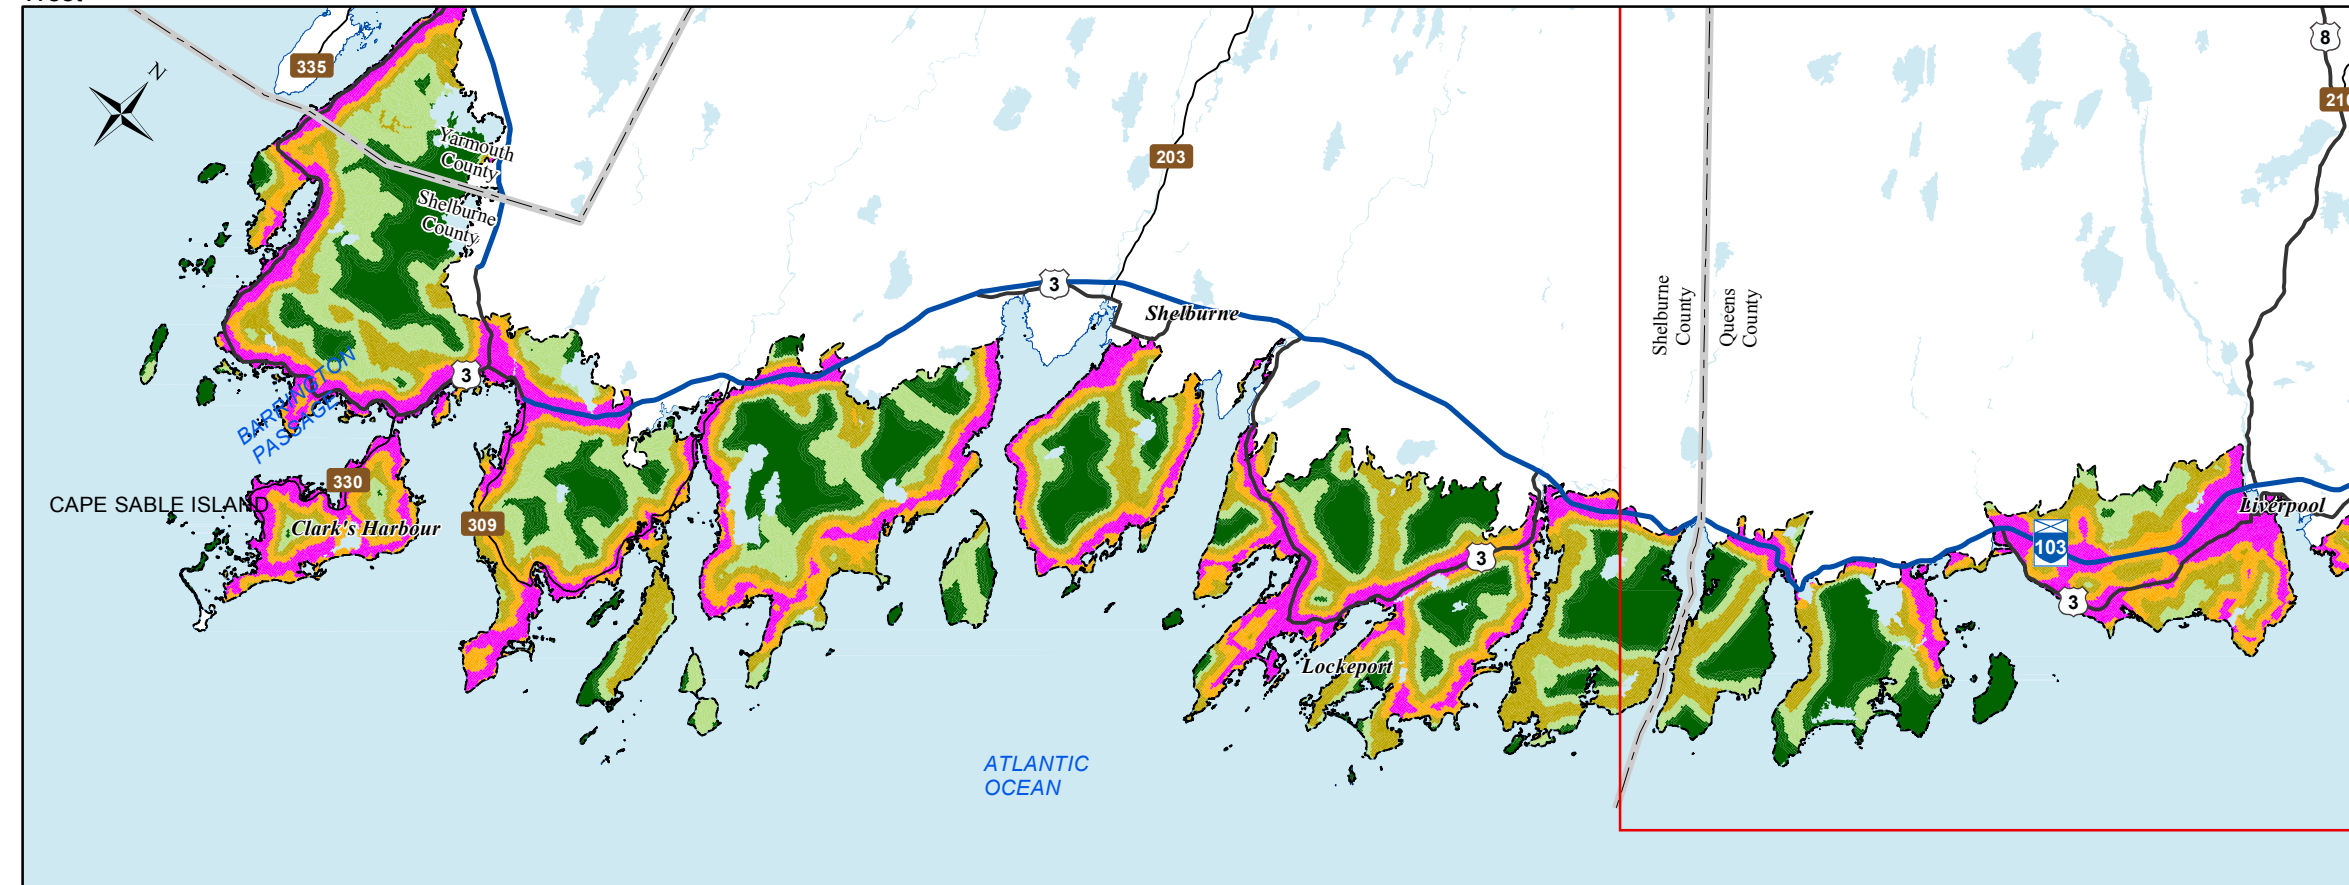 8
335
N
210
Yarmouth
County
203
Shelburne
County
3
Shelburne
Shelburne
County
Queens
County
BARRINGTON
PASSAGE
3
330
CAPE SABLE ISLAND
Clark's Harbour
309
Liverpool
103
3
3
Lockeport
ATLANTIC
OCEAN